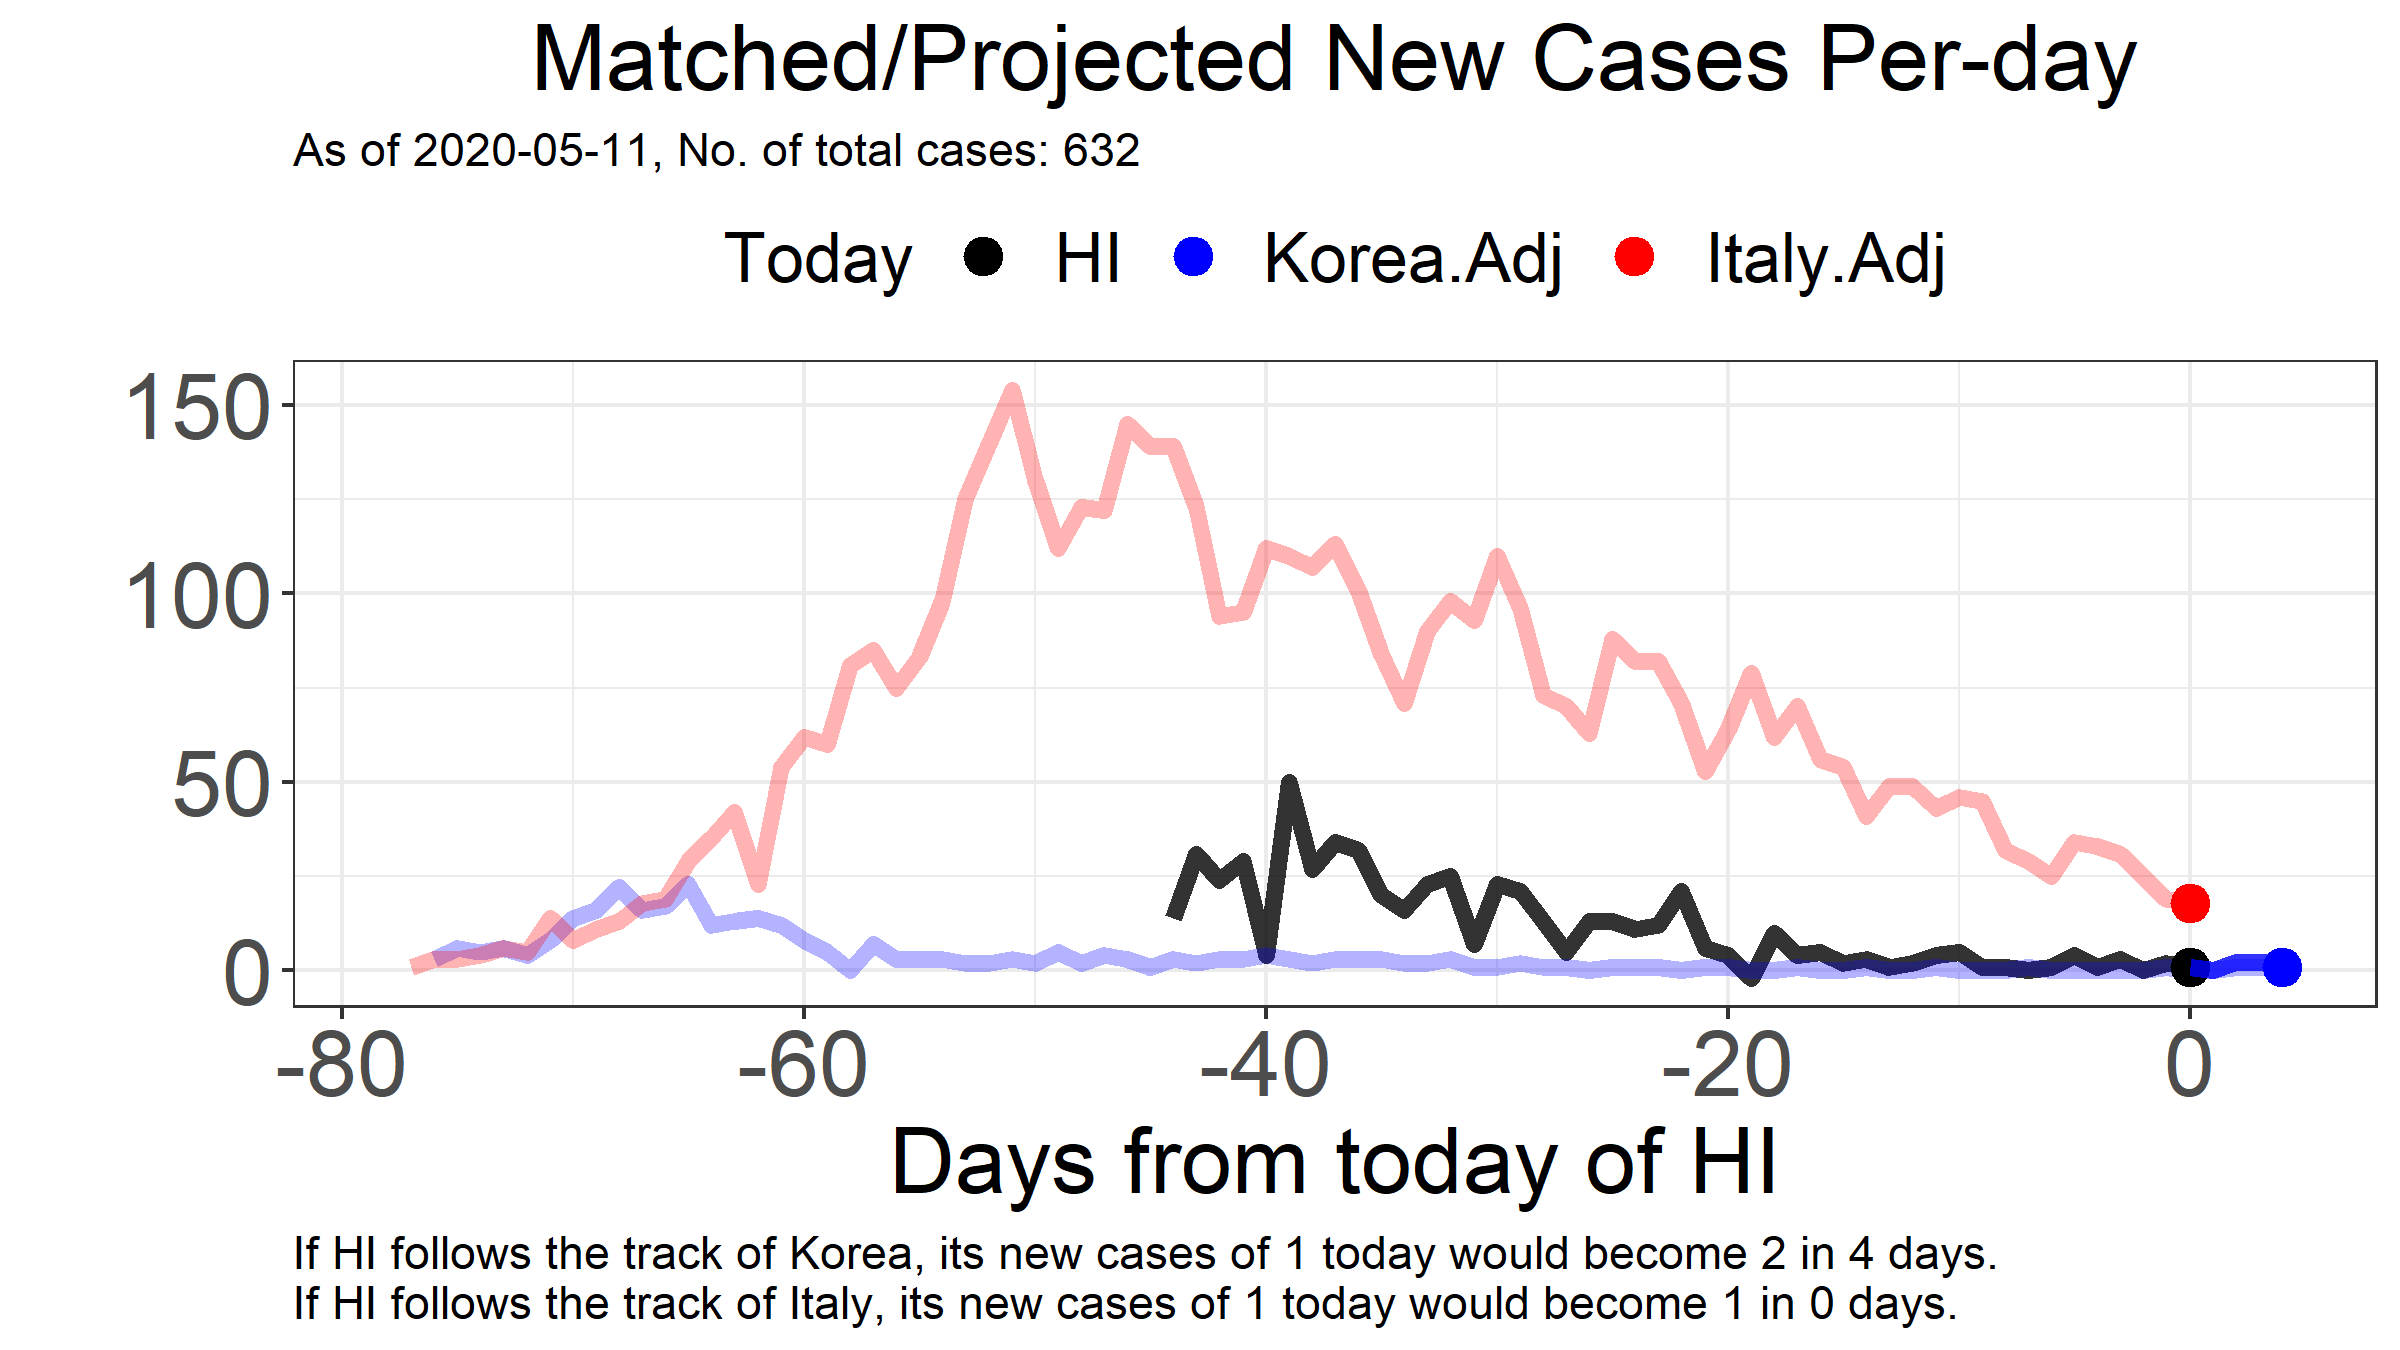 Matched/Projected New Cases Per-day
As of 2020-05-11, No. of total cases: 632
Today HI Korea.Adj Italy.Adj
150
100
50
0
-80 -60 -40 -20 0
Days from today of HI
If HI follows the track of Korea, its new cases of 1 today would become 2 in 4 days.
If HI follows the track of Italy, its new cases of 1 today would become 1 in 0 days.